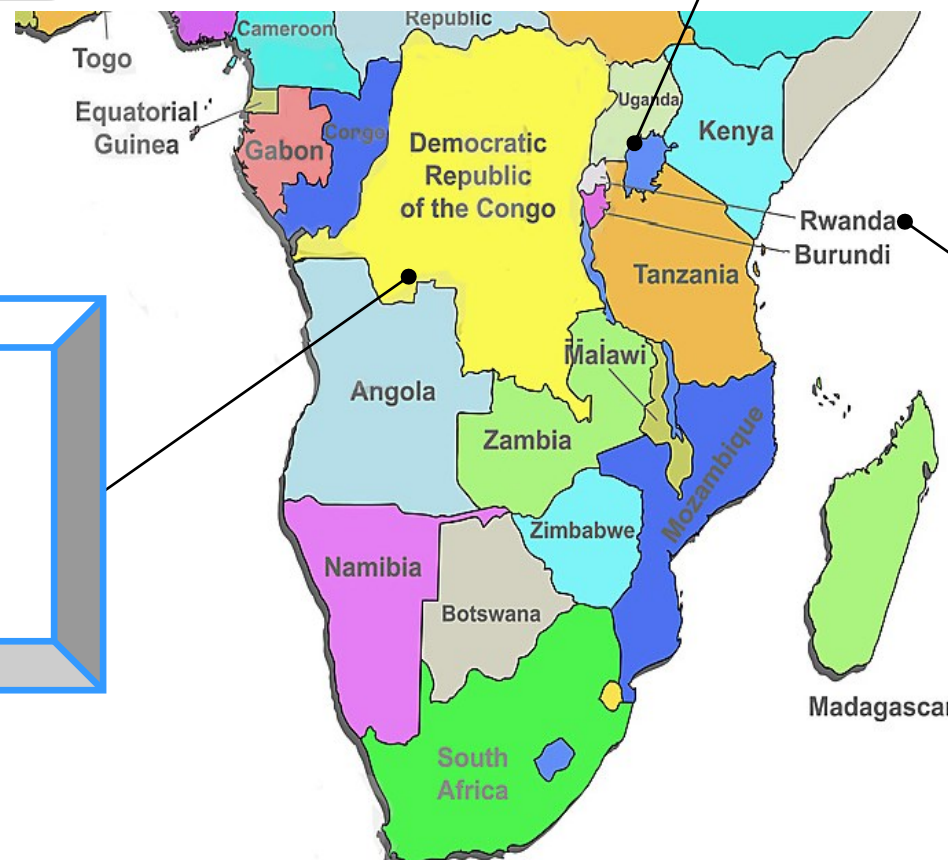 Republic
Cameroon
Togo
Uganda
Equatorial
Guinea
Congo
Gabon
Kenya
Democratic
Republic
of the Congo
Rwanda
Burundi
Tanzania
Malawi
Angola
Zambia
Mozambique
Zimbabwe
Namibia
Botswana
Madagascar
South
Africa